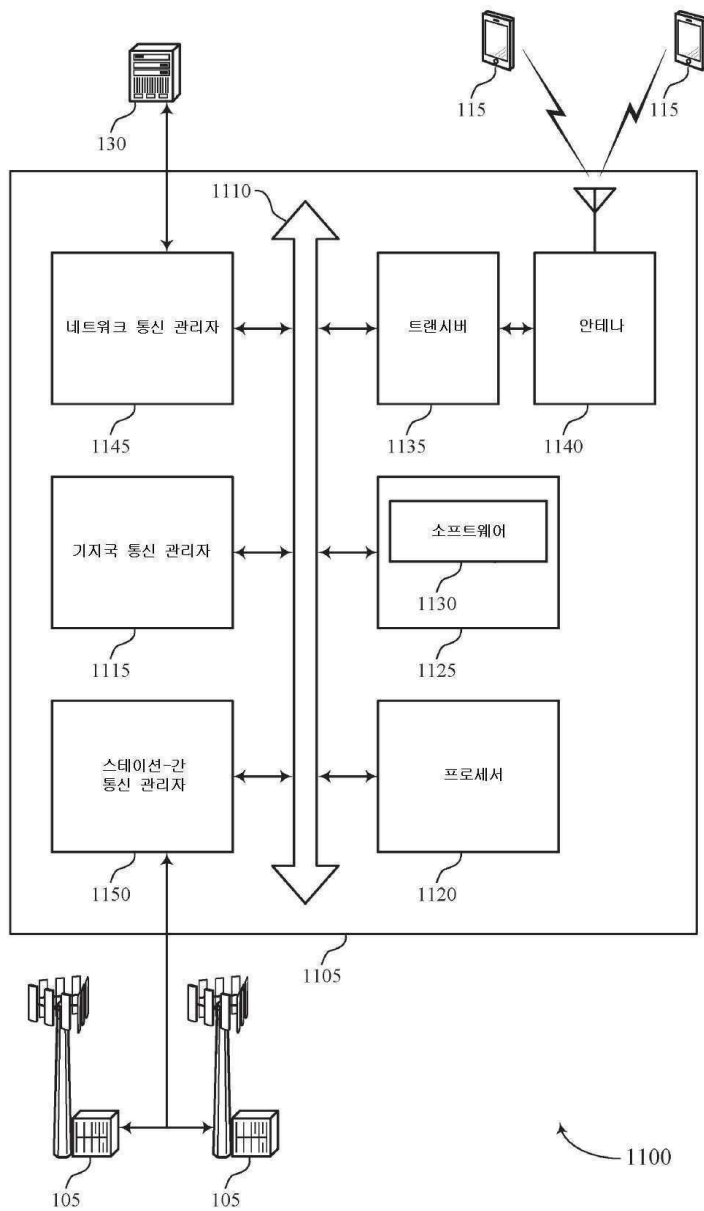 115
115
130
1110
네트워크 통신 관리자
트랜시버
안테나
1145
1135
1140
기지국 통신 관리자
소프트웨어
1130
1115
1125
스테이션-간
통신 관리자
프로세서
1150
1120
1105
105
105
1100